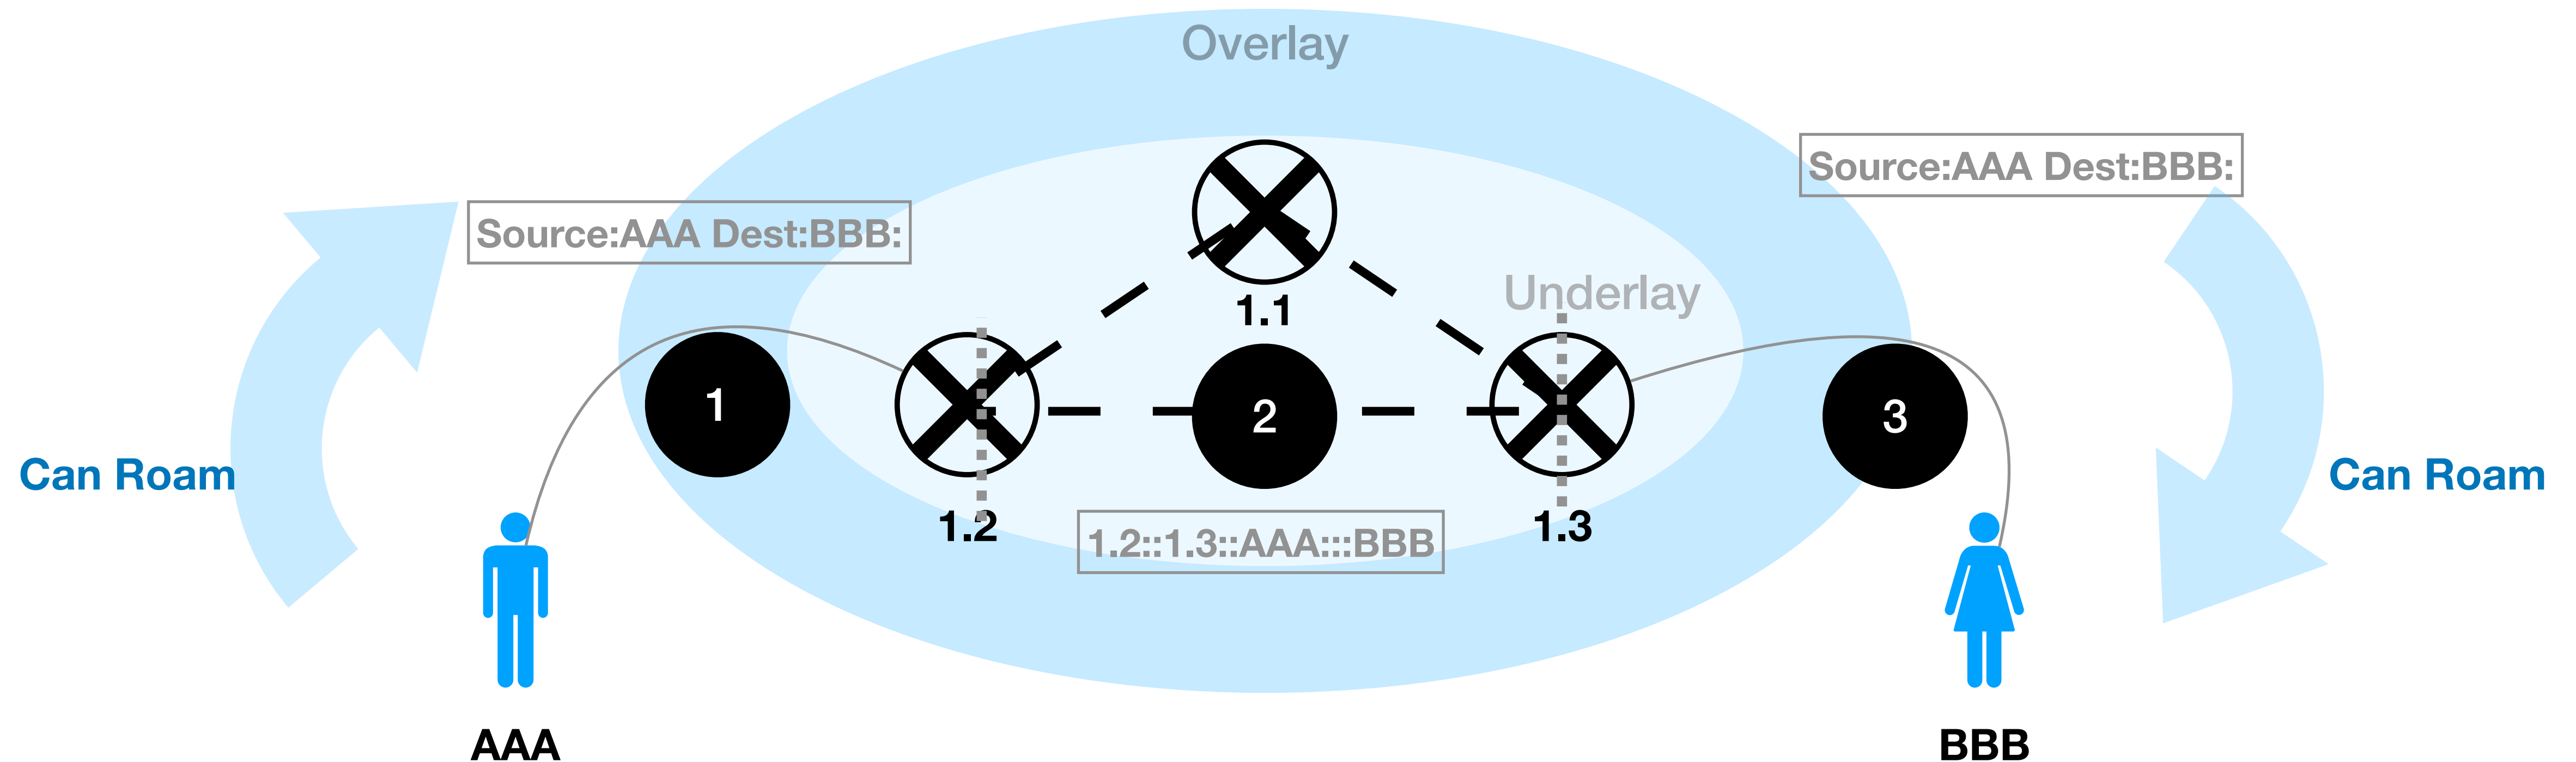 Overlay
Source:AAA Dest:BBB:
Source:AAA Dest:BBB:
Underlay
1.1
1
2
3
Can Roam
Can Roam
1.2
1.2::1.3::AAA:::BBB
1.3
AAA
BBB